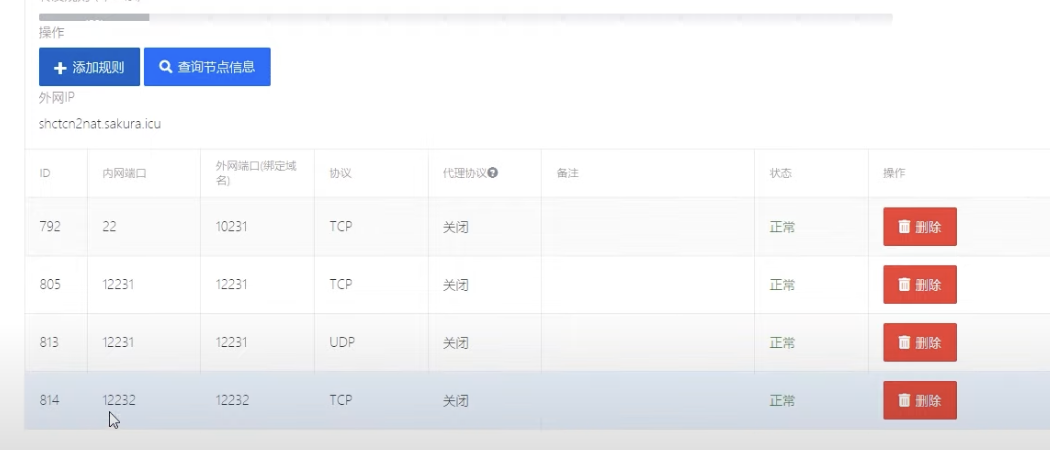 操作
添加规则 查询节点信息
外网IP
shctcn2nat.sakura.icu
ID 内网端口 外网端口(绑定域名) 协议 代理协议 备注 状态 操作
792 22 10231 TCP 关闭 正常 删除
805 12231 12231 TCP 关闭 正常 删除
813 12231 12231 UDP 关闭 正常 删除
814 12232 12232 TCP 关闭 正常 删除